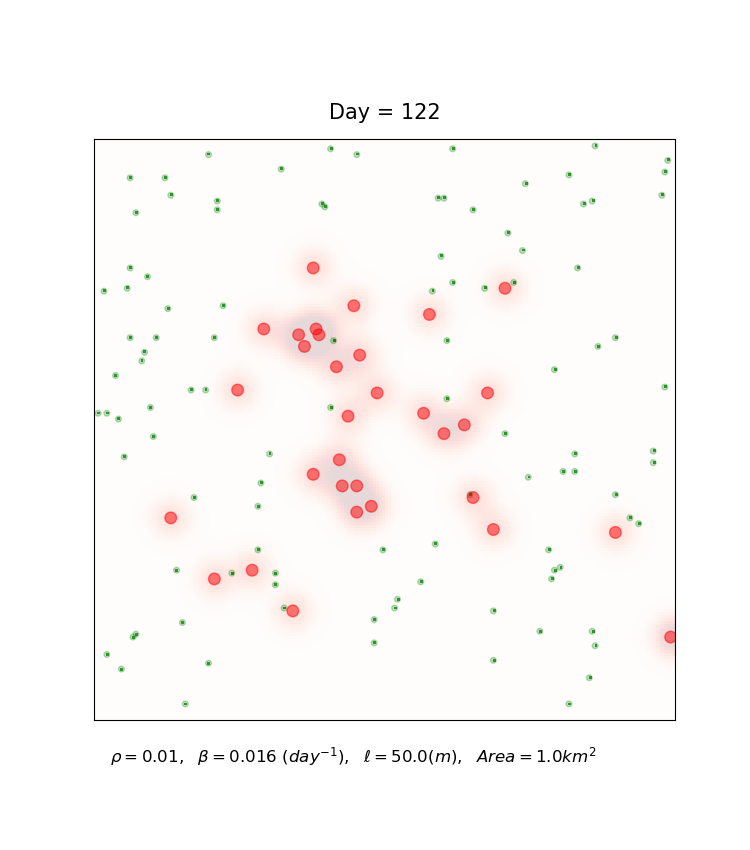 Day = 122
ρ = 0.01, β = 0.016 (day⁻¹), ℓ = 50.0(m), Area = 1.0km²